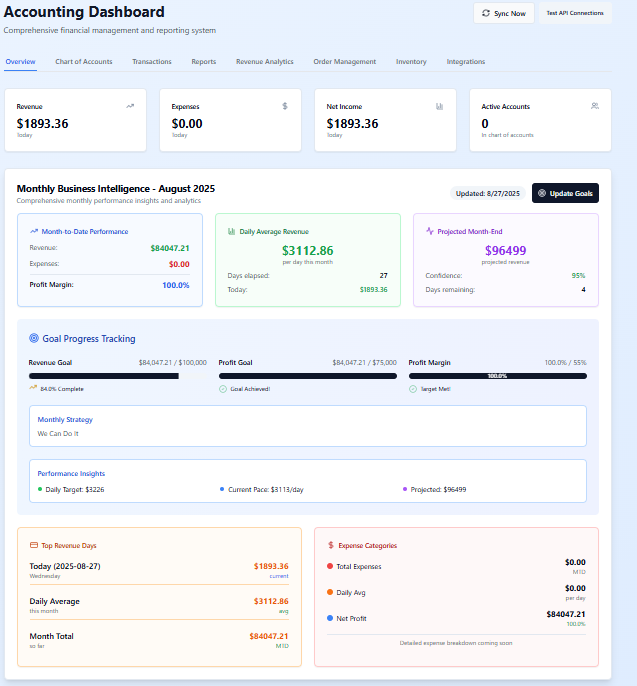 Accounting Dashboard
Sync Now
Test API Connections
Comprehensive financial management and reporting system
Overview Chart of Accounts Transactions Reports Revenue Analytics Order Management Inventory Integrations
Revenue
$1893.36
Today
Expenses
$
$0.00
Today
Net Income
$1893.36
Today
Active Accounts
0
In chart of accounts
Monthly Business Intelligence - August 2025
Comprehensive monthly performance insights and analytics
Updated: 8/27/2025
Update Goals
Month-to-Date Performance
Revenue: $84047.21
Expenses: $0.00
Profit Margin: 100.0%
Daily Average Revenue
$3112.86
per day this month
Days elapsed: 27
Today: $1893.36
Projected Month-End
$96499
projected revenue
Confidence: 95%
Days remaining: 4
Goal Progress Tracking
Revenue Goal $84,047.21 / $100,000
84.0% Complete
Profit Goal $84,047.21 / $75,000
Goal Achieved!
Profit Margin 100.0% / 55%
100.0%
Target Met!
Monthly Strategy
We Can Do It
Performance Insights
Daily Target: $3226
Current Pace: $3113/day
Projected: $96499
Top Revenue Days
Today (2025-08-27) $1893.36
Wednesday current
Daily Average $3112.86
this month avg
Month Total $84047.21
so far MTD
$ Expense Categories
Total Expenses $0.00
MTD
Daily Avg $0.00
per day
Net Profit $84047.21
100.0%
Detailed expense breakdown coming soon